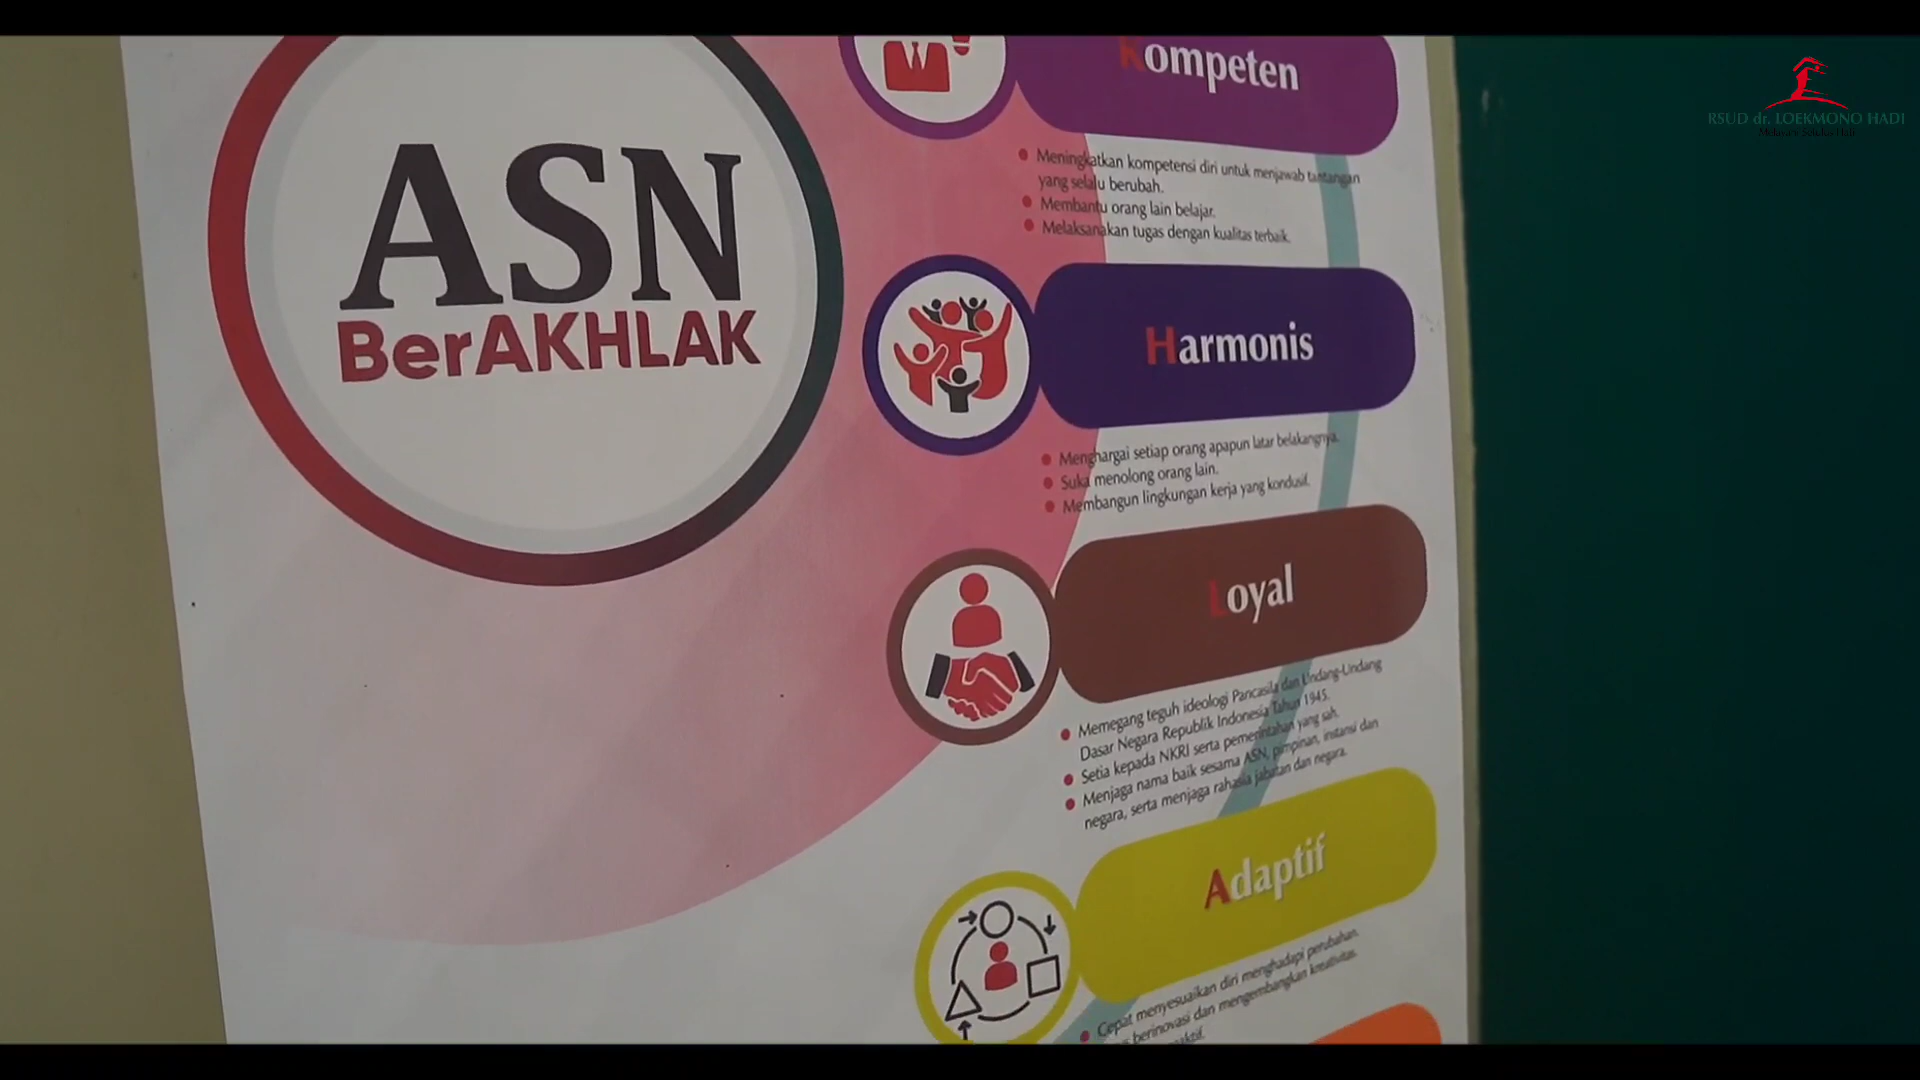 ASN
BerAKHLAK
Kompeten
Meningkatkan kompetensi diri untuk menjawab tantangan
yang selalu berubah.
Membantu orang lain belajar.
Melaksanakan tugas dengan kualitas terbaik.
Harmonis
Menghargai setiap orang apapun latar belakangnya.
Suka menolong orang lain.
Membangun lingkungan kerja yang kondusif.
Loyal
Memegang teguh ideologi Pancasila dan Undang-Undang
Dasar Negara Republik Indonesia Tahun 1945.
Setia kepada NKRI serta pemerintahan yang sah.
Menjaga nama baik sesama ASN, pimpinan, instansi dan
negara, serta menjaga rahasia jabatan dan negara.
Adaptif
Cepat menyesuaikan diri menghadapi perubahan.
berinovasi dan mengembangkan kreativitas.
RSUD dr. LOEKMONO HADI
Melayani Setulus Hati